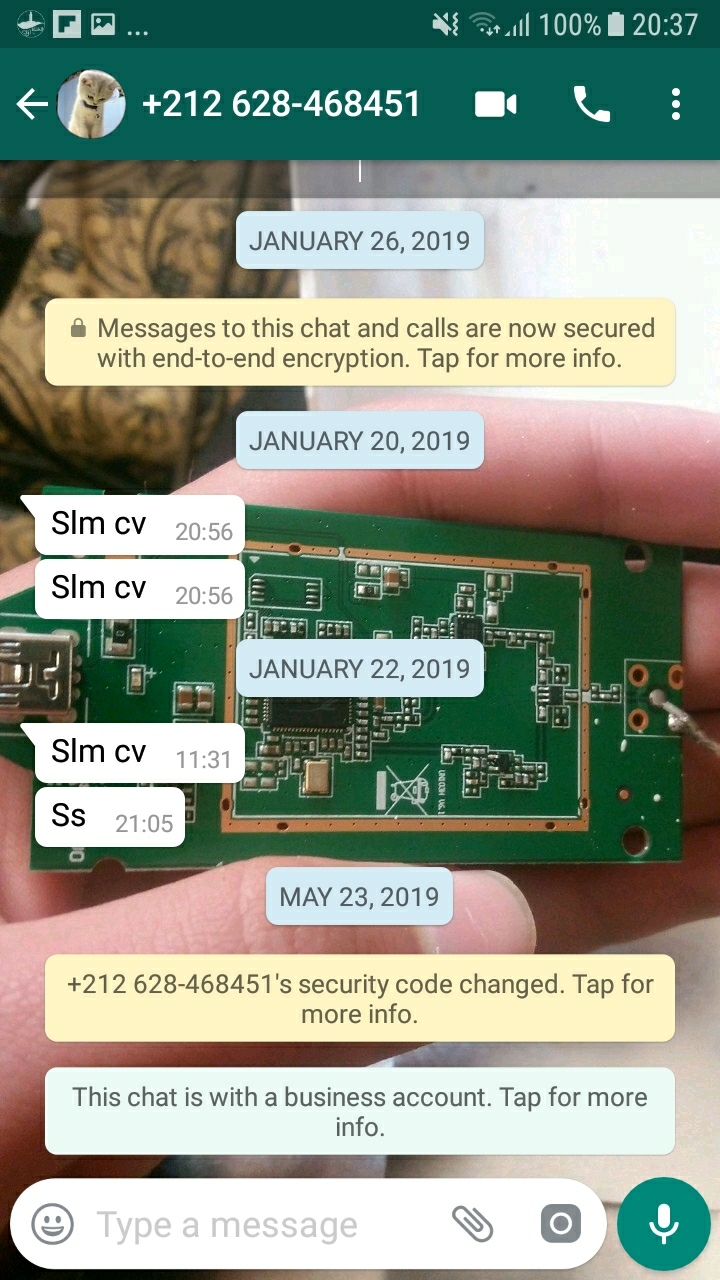 ... 100% 20:37
+212 628-468451
JANUARY 26, 2019
Messages to this chat and calls are now secured
with end-to-end encryption. Tap for more info.
JANUARY 20, 2019
Slm cv 20:56
Slm cv 20:56
JANUARY 22, 2019
Slm cv 11:31
Ss 21:05
MAY 23, 2019
+212 628-468451's security code changed. Tap for
more info.
This chat is with a business account. Tap for more
info.
Type a message